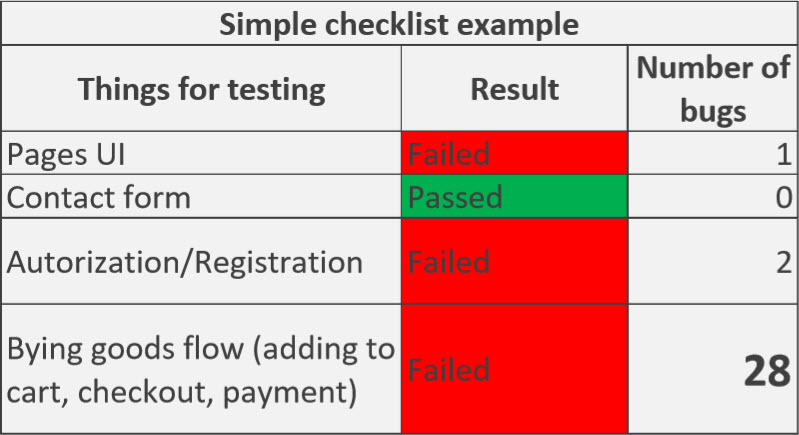 Simple checklist example
Things for testing Result Number of
bugs
Pages UI Failed 1
Contact form Passed 0
Autorization/Registration Failed 2
Bying goods flow (adding to
cart, checkout, payment) Failed 28